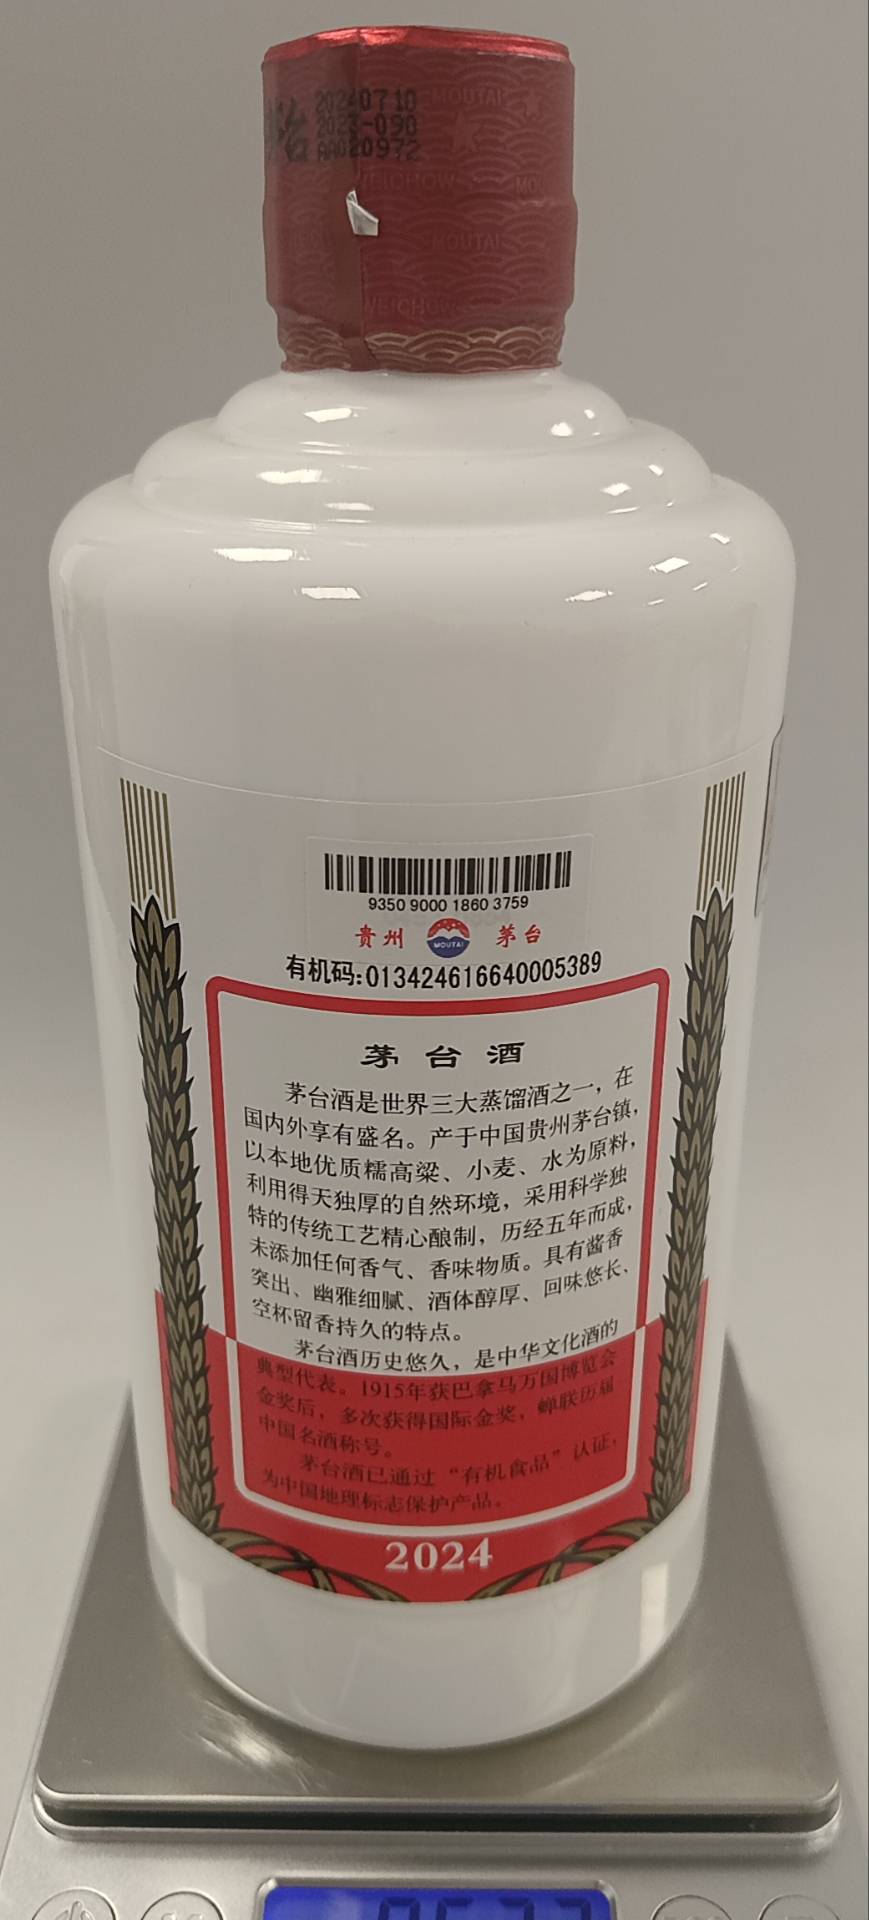 20240710
2023-090
AA020972
MOUTAI
WEICHOW
MOUTAI
WEICHOW
9350 9000 1860 3759
贵州 MOUTAI 茅台
有机码:013424616640005389
茅台酒
茅台酒是世界三大蒸馏酒之一，在
国内外享有盛名。产于中国贵州茅台镇，
以本地优质糯高粱、小麦、水为原料，
利用得天独厚的自然环境，采用科学独
特的传统工艺精心酿制，历经五年而成，
未添加任何香气、香味物质。具有酱香
突出、幽雅细腻、酒体醇厚、回味悠长、
空杯留香持久的特点。
茅台酒历史悠久，是中华文化酒的
典型代表。1915年获巴拿马万国博览会
金奖后，多次获得国际金奖，蝉联历届
中国名酒称号。
茅台酒已通过“有机食品”认证，
为中国地理标志保护产品。
2024